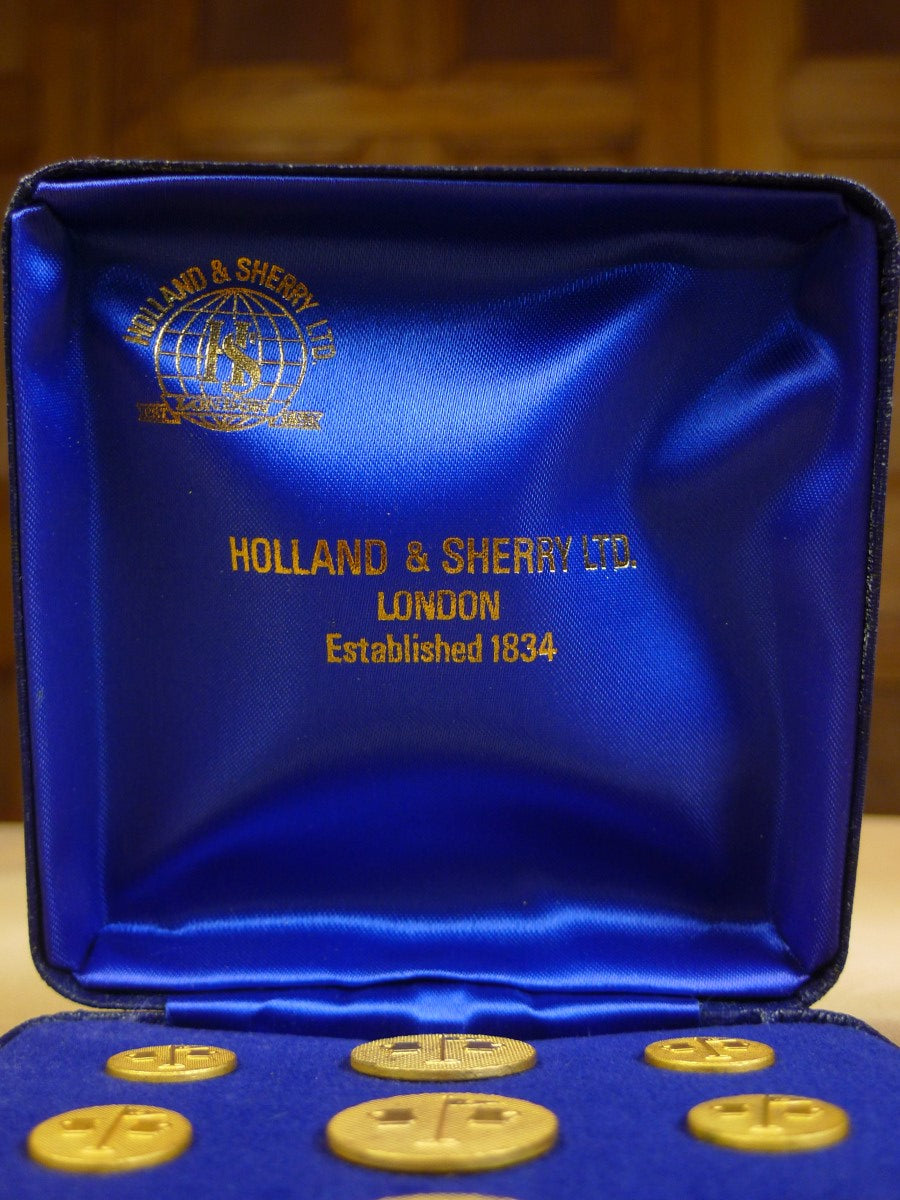 HOLLAND & SHERRY LTD.
HS
HOLLAND & SHERRY LTD.
LONDON
Established 1834